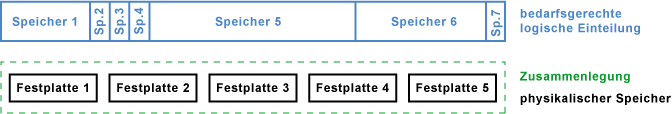 Speicher 1 Sp.2 Sp.3 Sp.4 Speicher 5 Speicher 6 Sp.7
bedarfsgerechte
logische Einteilung
Zusammenlegung
Festplatte 1 Festplatte 2 Festplatte 3 Festplatte 4 Festplatte 5
physikalischer Speicher